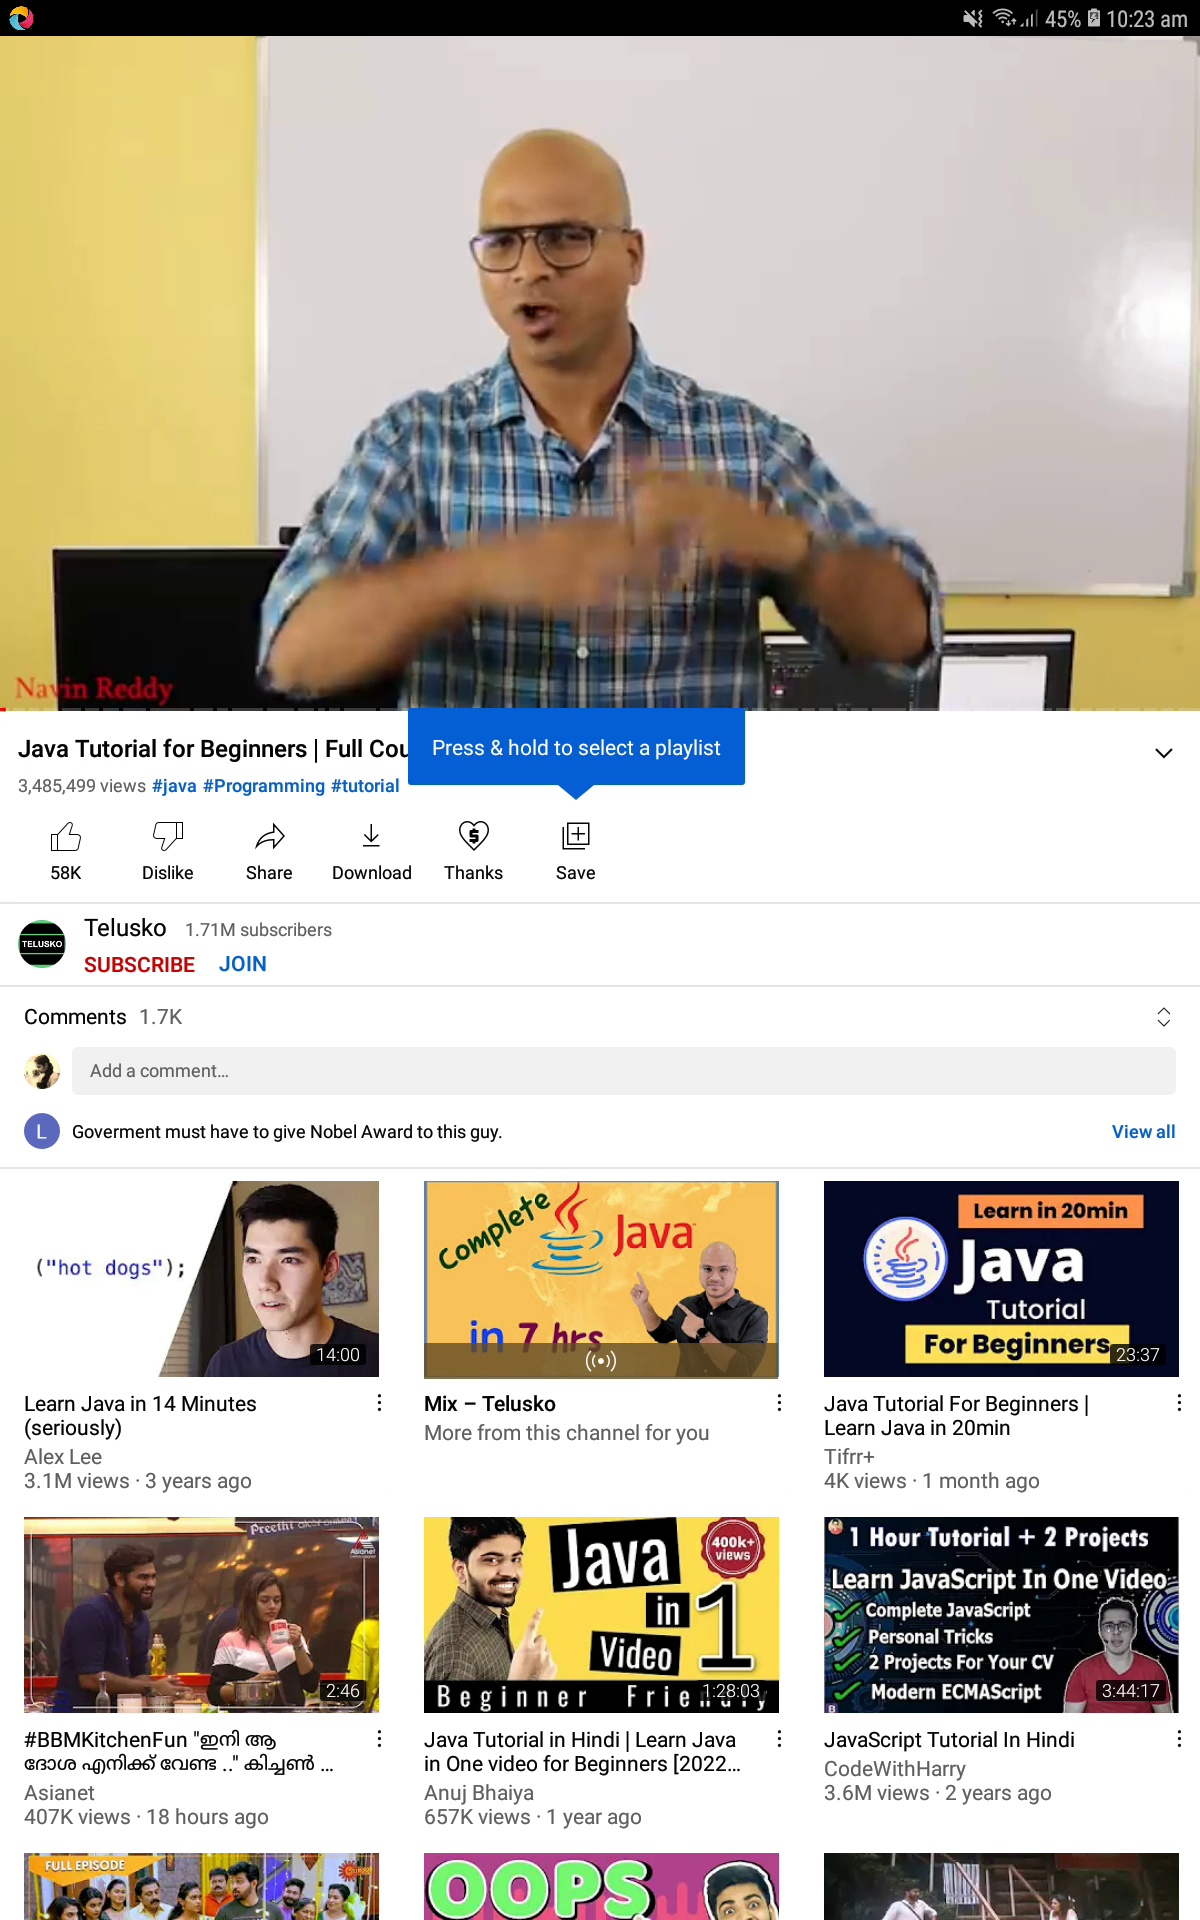 45% 10:23 am
Navin Reddy
Java Tutorial for Beginners | Full Cou
Press & hold to select a playlist
3,485,499 views #java #Programming #tutorial
58K Dislike Share Download Thanks Save
TELUSKO
Telusko 1.71M subscribers
SUBSCRIBE JOIN
Comments 1.7K
Add a comment...
L Goverment must have to give Nobel Award to this guy. View all
("hot dogs");
14:00
Complete Java
in 7 hrs
Learn in 20min
Java
Tutorial
For Beginners
23:37
Learn Java in 14 Minutes
(seriously)
Alex Lee
3.1M views · 3 years ago
Mix – Telusko
More from this channel for you
Java Tutorial For Beginners |
Learn Java in 20min
Tifrr+
4K views · 1 month ago
Preethi
Asianet
2:46
Java
in 1
Video
400k+
views
Beginner
1:28:03
1 Hour Tutorial + 2 Projects
Learn JavaScript In One Video
Complete JavaScript
Personal Tricks
2 Projects For Your CV
Modern ECMAScript
3:44:17
#BBMKitchenFun "ഇനി ആ
ദോശ എനിക്ക് വേണ്ട .." കിച്ചൺ ...
Asianet
407K views · 18 hours ago
Java Tutorial in Hindi | Learn Java
in One video for Beginners [2022...
Anuj Bhaiya
657K views · 1 year ago
JavaScript Tutorial In Hindi
CodeWithHarry
3.6M views · 2 years ago
FULL EPISODE
OOPS